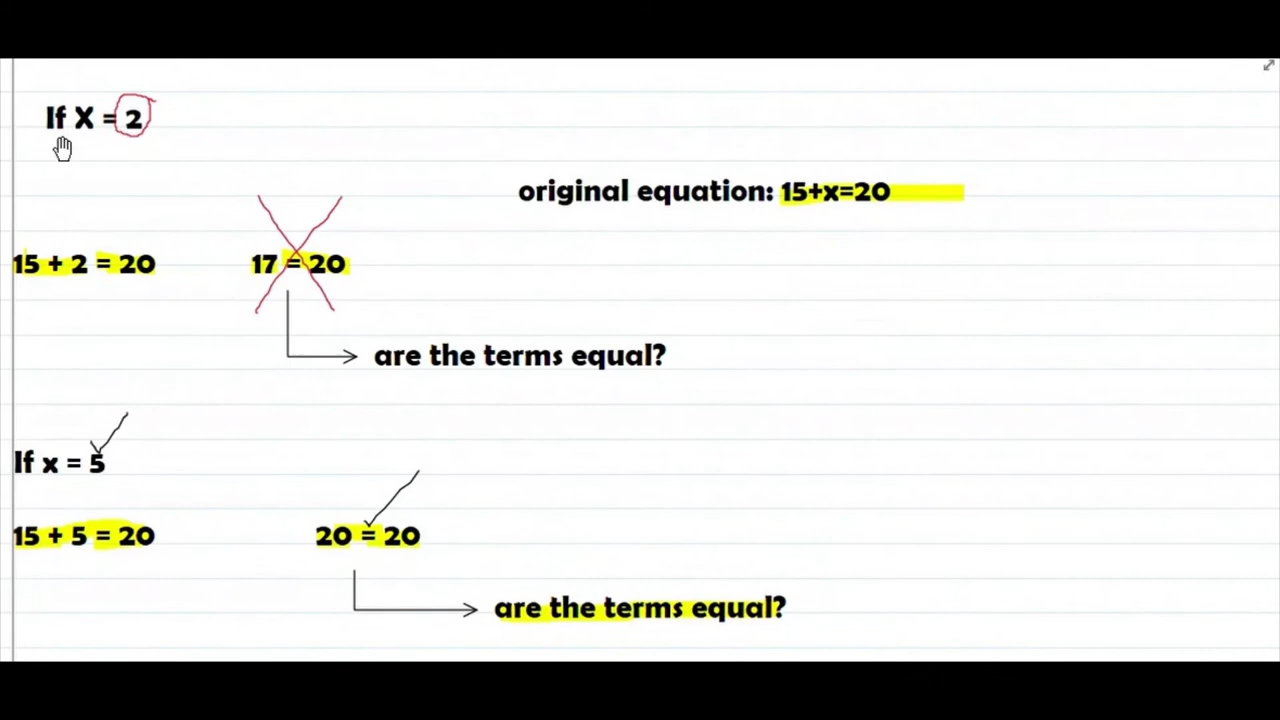 If X = 2
original equation: 15+x=20
15 + 2 = 20 17 = 20
are the terms equal?
If x = 5
15 + 5 = 20 20 = 20
are the terms equal?